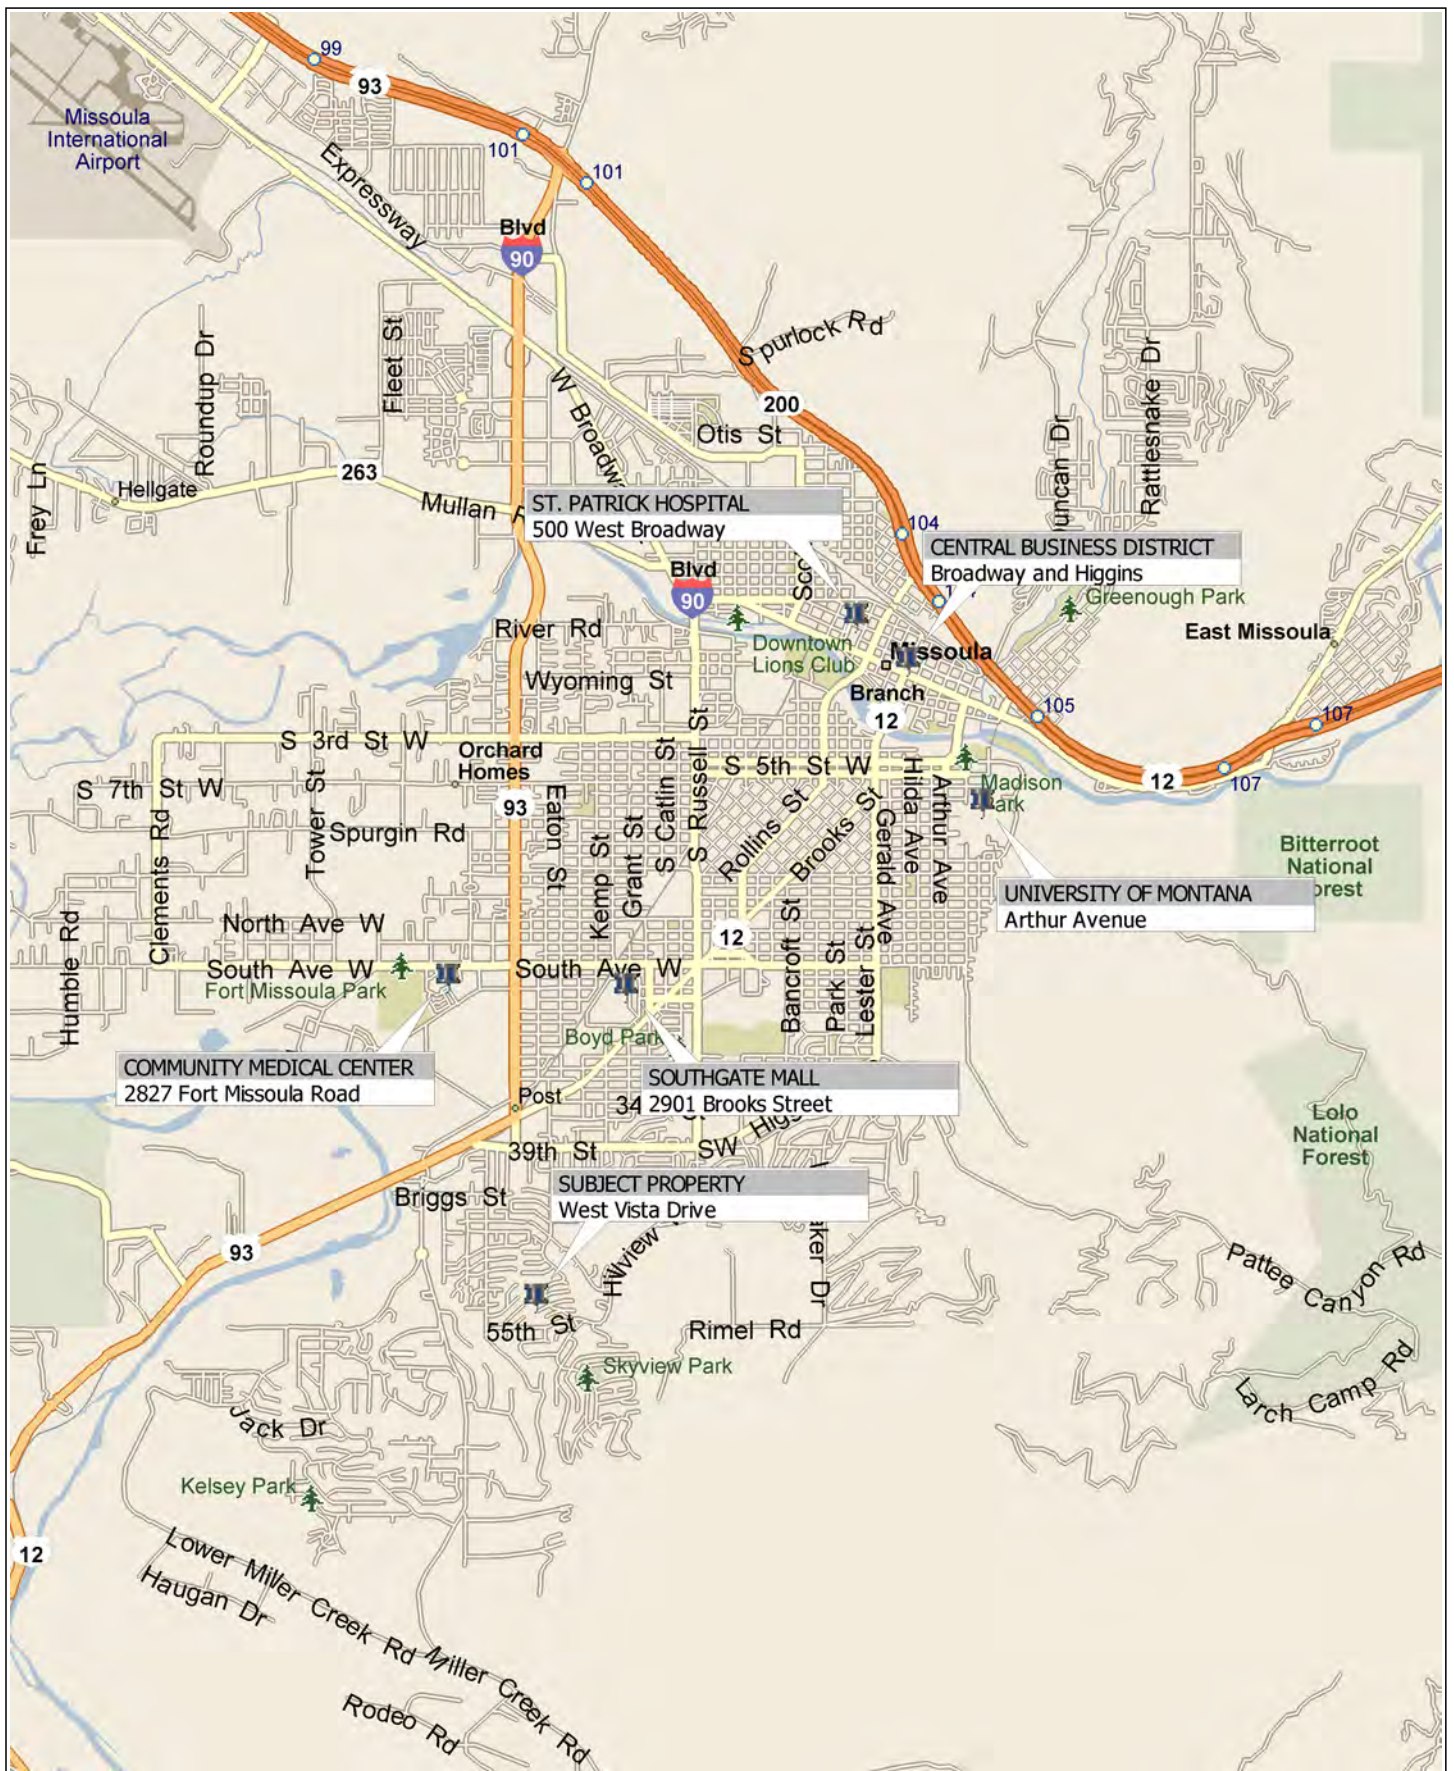 99
93
Missoula
International
Airport
101
101
Expressway
Blvd
90
Spurlock Rd
Fleet St
Roundup Dr
Rattlesnake Dr
W Broadway
200
Otis St
263
Hellgate
Frey Ln
Mullan
ST. PATRICK HOSPITAL
500 West Broadway
104
CENTRAL BUSINESS DISTRICT
Broadway and Higgins
Blvd
90
Greenough Park
River Rd
Downtown
Lions Club
Missoula
East Missoula
Wyoming St
Branch
12
105
107
S 3rd St W
Orchard
Homes
S 7th St W
Tower St
Clements Rd
Spurgin Rd
93
Eaton St
Kemp St
Grant St
S Catlin St
S Russell St
S 5th St W
Rollins St
Brooks St
Gerald Ave
Hilda Ave
Arthur Ave
Madison
12
107
Bitterroot
National
UNIVERSITY OF MONTANA
Arthur Avenue
North Ave W
Humble Rd
12
South Ave W
South Ave W
Fort Missoula Park
Bancroft St
Park St
Lester St
Boyd Park
COMMUNITY MEDICAL CENTER
2827 Fort Missoula Road
SOUTHGATE MALL
2901 Brooks Street
Post
34
Lolo
National
Forest
39th St
SW
SUBJECT PROPERTY
West Vista Drive
Briggs St
93
Pattee Canyon Rd
55th St
Rimel Rd
Skyview Park
Larch Camp Rd
Jack Dr
Kelsey Park
12
Lower Miller Creek Rd
Haugan Dr
Miller Creek Rd
Rodeo Rd